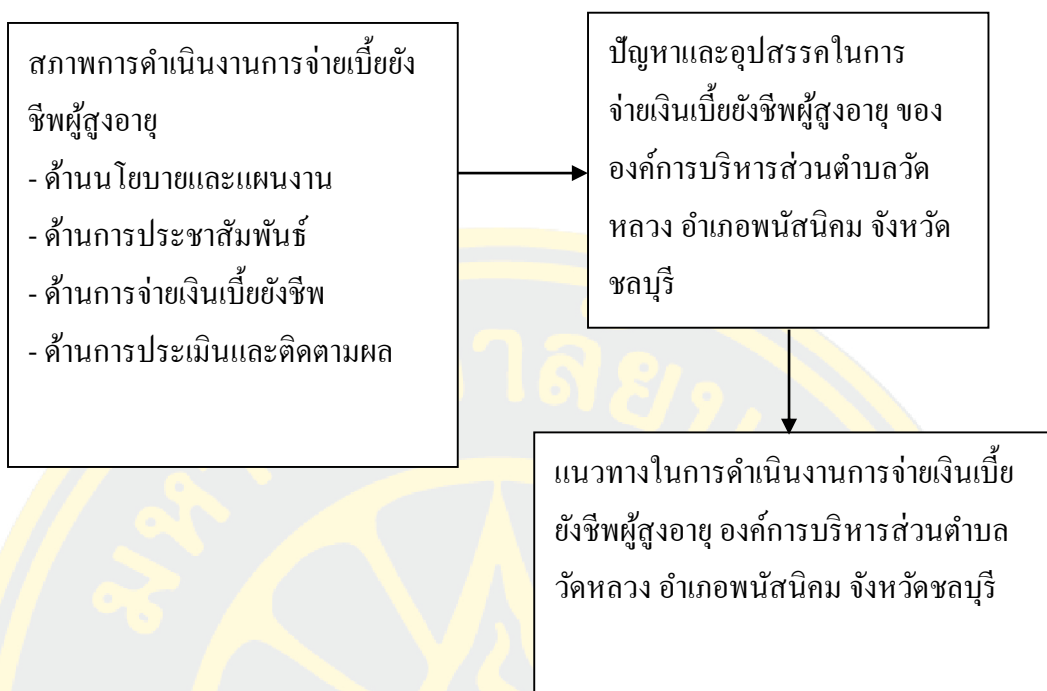 สภาพการดำเนินงานการจ่ายเบี้ยยัง
ชีพผู้สูงอายุ
- ด้านนโยบายและแผนงาน
- ด้านการประชาสัมพันธ์
- ด้านการจ่ายเงินเบี้ยยังชีพ
- ด้านการประเมินและติดตามผล
ปัญหาและอุปสรรคในการ
จ่ายเงินเบี้ยยังชีพผู้สูงอายุ ของ
องค์การบริหารส่วนตำบลวัด
หลวง อำเภอพนัสนิคม จังหวัด
ชลบุรี
แนวทางในการดำเนินงานการจ่ายเงินเบี้ย
ยังชีพผู้สูงอายุ องค์การบริหารส่วนตำบล
วัดหลวง อำเภอพนัสนิคม จังหวัดชลบุรี